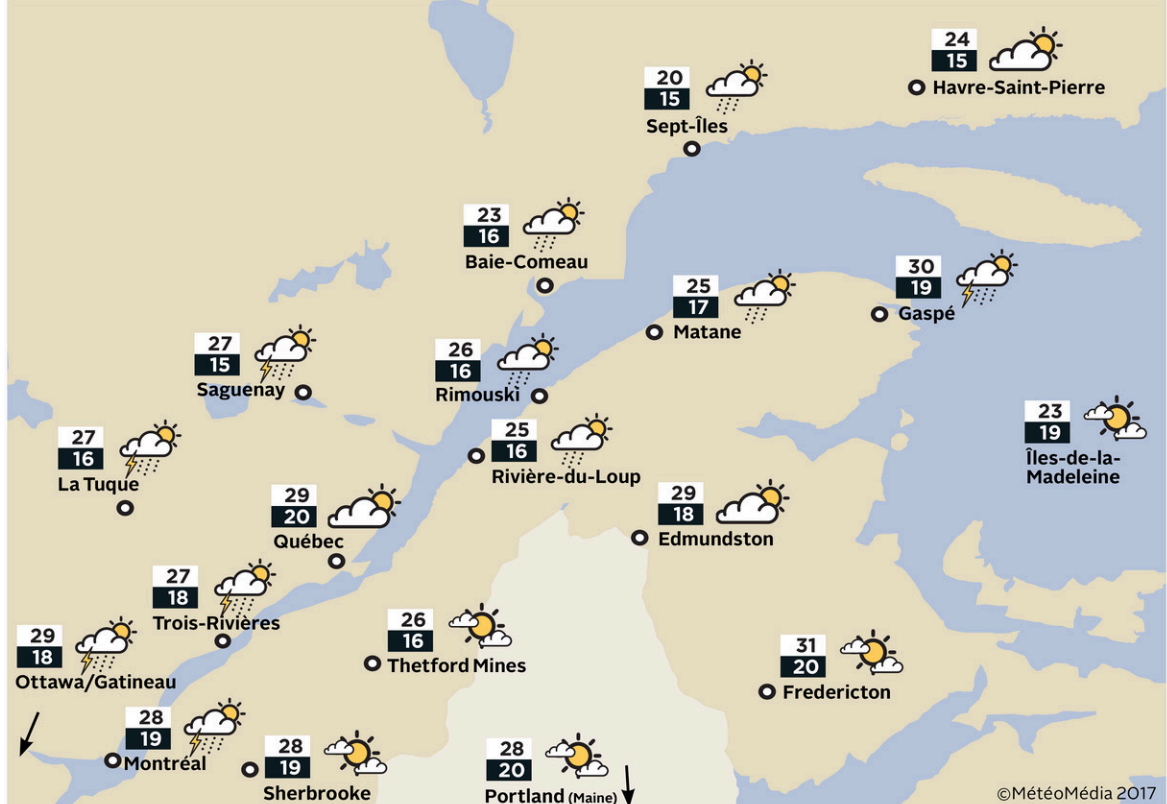 24
15
Havre-Saint-Pierre
20
15
Sept-Îles
23
16
Baie-Comeau
30
19
Gaspé
25
17
Matane
27
15
Saguenay
26
16
Rimouski
23
19
Îles-de-la-
Madeleine
27
16
La Tuque
25
16
Rivière-du-Loup
29
20
Québec
29
18
Edmundston
27
18
Trois-Rivières
26
16
Thetford Mines
29
18
Ottawa/Gatineau
31
20
Fredericton
28
19
Montréal
28
19
Sherbrooke
28
20
Portland (Maine)
©MétéoMédia 2017